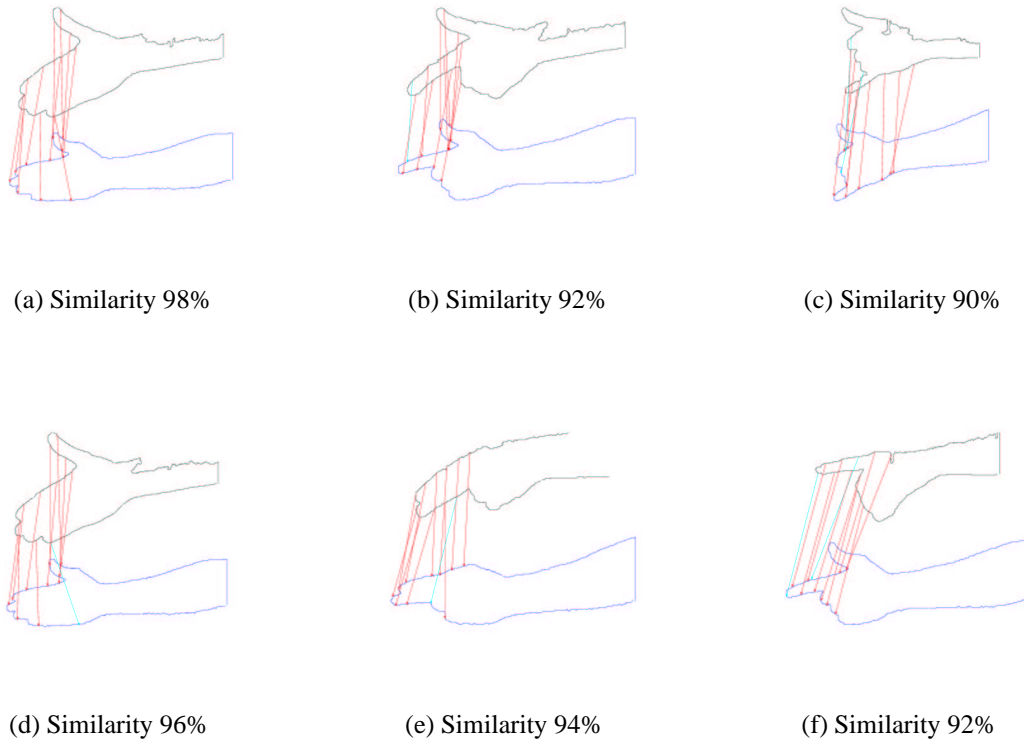 (a) Similarity 98%
(b) Similarity 92%
(c) Similarity 90%
(d) Similarity 96%
(e) Similarity 94%
(f) Similarity 92%